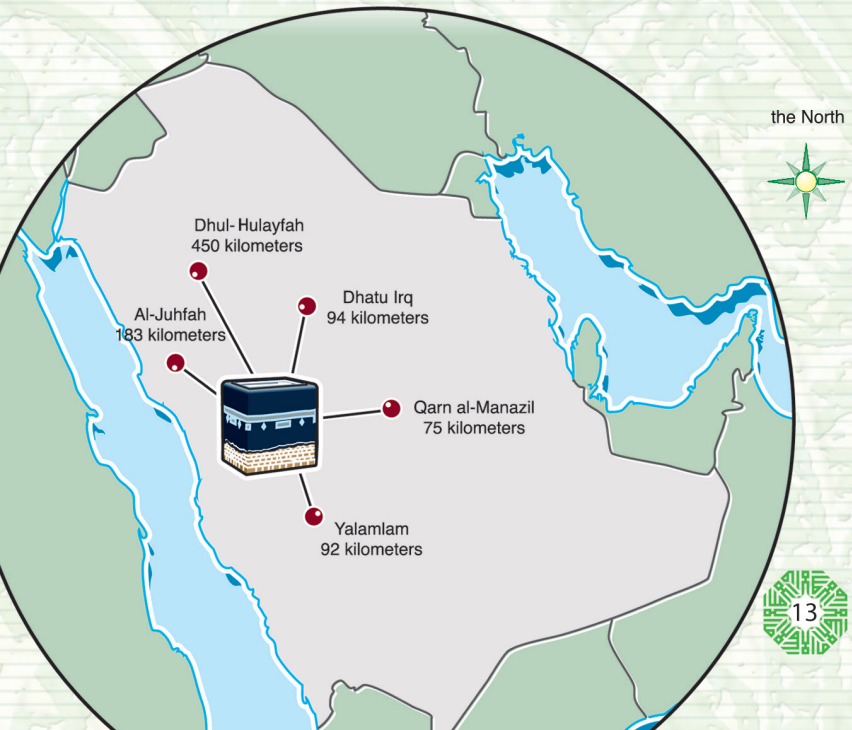 the North
Dhul-Hulayfah
450 kilometers
Dhatu Irq
94 kilometers
Al-Juhfah
183 kilometers
Qarn al-Manazil
75 kilometers
Yalamlam
92 kilometers
13